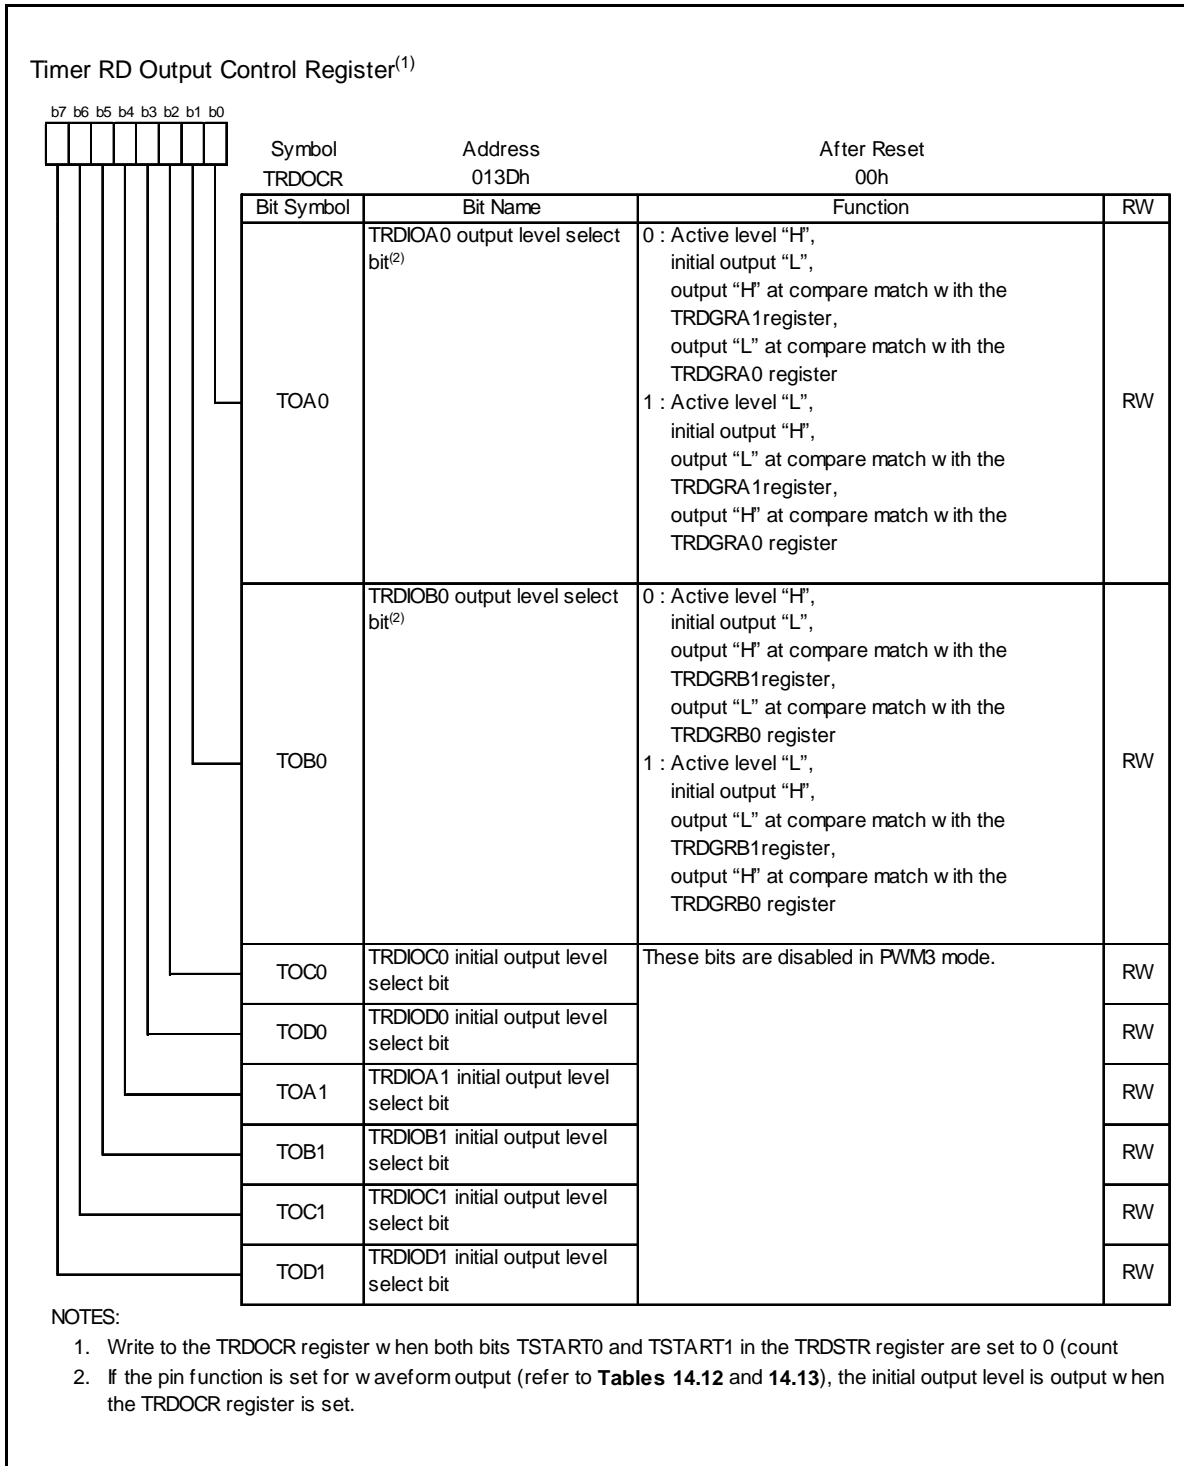 Timer RD Output Control Register(1)
b7 b6 b5 b4 b3 b2 b1 b0
Symbol Address After Reset
TRDOCR 013Dh 00h
Bit Symbol Bit Name Function RW
TOA0 TRDIOA0 output level select bit(2) RW
0 : Active level “H”,
initial output “L”,
output “H” at compare match with the
TRDGRA1register,
output “L” at compare match with the
TRDGRA0 register
1 : Active level “L”,
initial output “H”,
output “L” at compare match with the
TRDGRA1register,
output “H” at compare match with the
TRDGRA0 register
TOB0 TRDIOB0 output level select bit(2) RW
0 : Active level “H”,
initial output “L”,
output “H” at compare match with the
TRDGRB1register,
output “L” at compare match with the
TRDGRB0 register
1 : Active level “L”,
initial output “H”,
output “L” at compare match with the
TRDGRB1register,
output “H” at compare match with the
TRDGRB0 register
TOC0 TRDIOC0 initial output level select bit These bits are disabled in PWM3 mode. RW
TOD0 TRDIOD0 initial output level select bit RW
TOA1 TRDIOA1 initial output level select bit RW
TOB1 TRDIOB1 initial output level select bit RW
TOC1 TRDIOC1 initial output level select bit RW
TOD1 TRDIOD1 initial output level select bit RW
NOTES:
1. Write to the TRDOCR register when both bits TSTART0 and TSTART1 in the TRDSTR register are set to 0 (count
2. If the pin function is set for waveform output (refer to Tables 14.12 and 14.13), the initial output level is output when
the TRDOCR register is set.